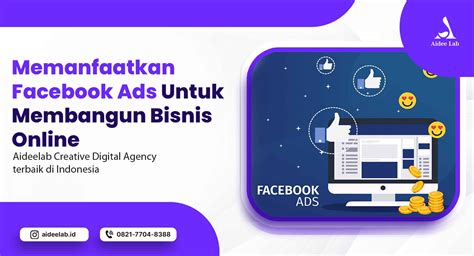 Aidee Lab
Memanfaatkan
Facebook Ads Untuk
Membangun Bisnis
Online
Aideelab Creative Digital Agency
terbaik di Indonesia
FACEBOOK
ADS
aideelab.id
0821-7704-8388